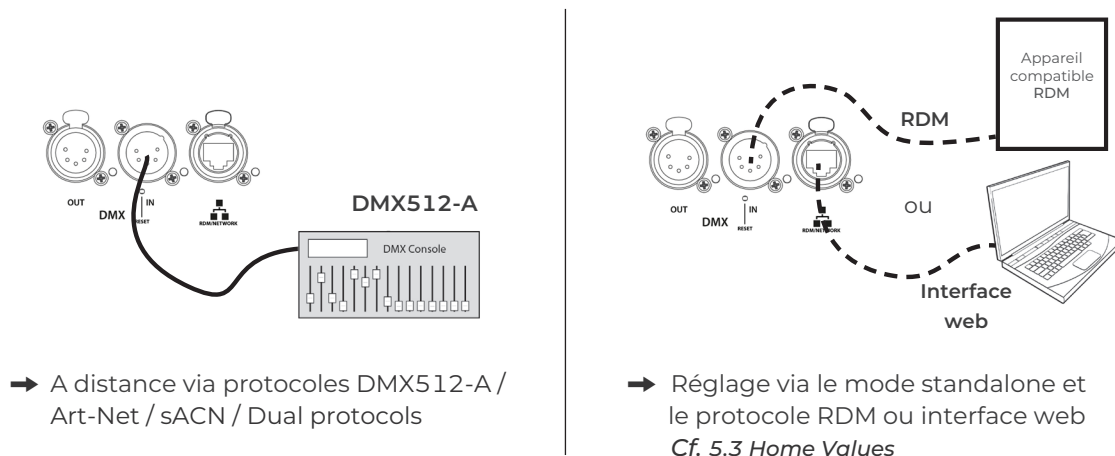 OUT
DMX
IN
RESET
RDM/NETWORK
DMX512-A
DMX Console
➞ A distance via protocoles DMX512-A /
Art-Net / sACN / Dual protocols
Appareil
compatible
RDM
RDM
OUT
DMX
IN
RESET
RDM/NETWORK
ou
Interface
web
➞ Réglage via le mode standalone et
le protocole RDM ou interface web
Cf. 5.3 Home Values